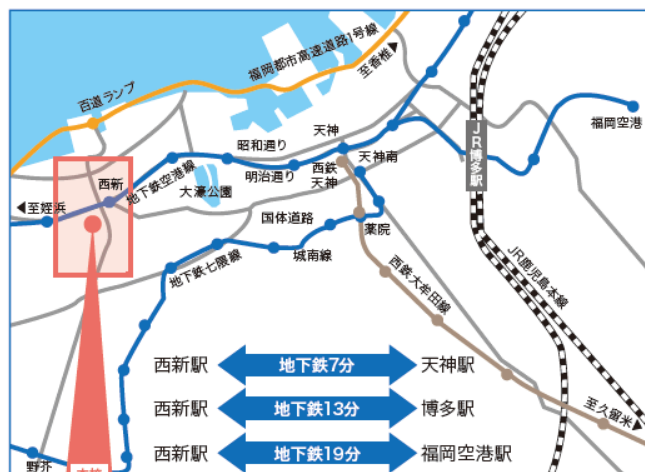 福岡都市高速道路1号線
至香椎
百道ランプ
福岡空港
昭和通り
天神
JR博多駅
西新
地下鉄空港線
明治通り
西鉄
天神
天神南
大濠公園
至姪浜
国体道路
薬院
地下鉄七隈線
城南線
西鉄大牟田線
JR鹿児島本線
西新駅 地下鉄7分 天神駅
西新駅 地下鉄13分 博多駅
至久留米
西新駅 地下鉄19分 福岡空港駅
野芥